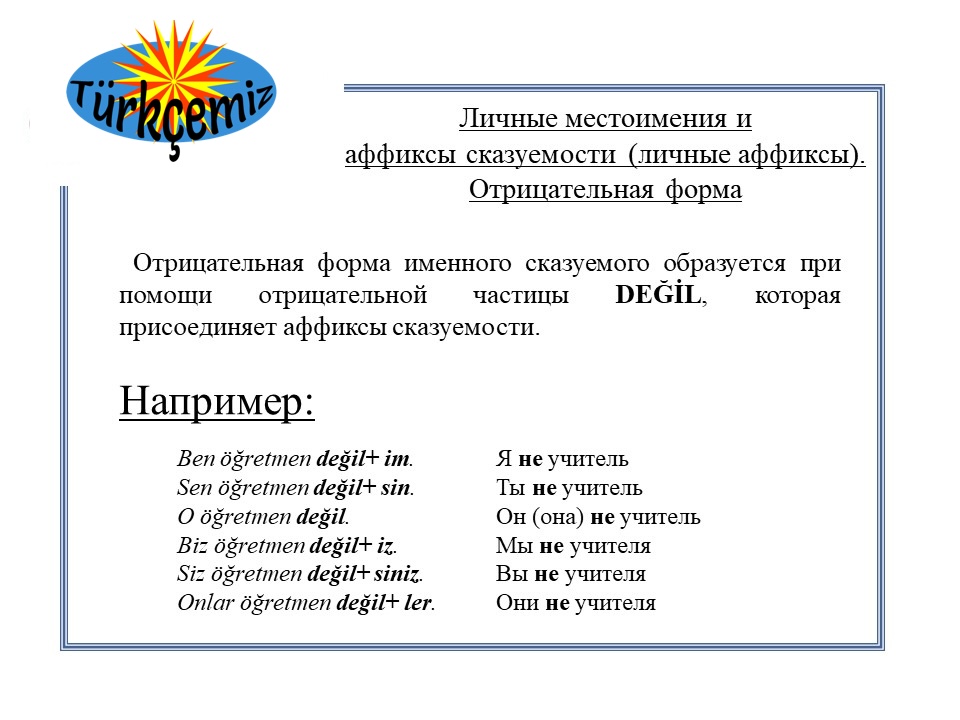 Türkçemiz
Личные местоимения и
аффиксы сказуемости (личные аффиксы).
Отрицательная форма
Отрицательная форма именного сказуемого образуется при
помощи отрицательной частицы DEĞİL, которая
присоединяет аффиксы сказуемости.
Например:
Ben öğretmen değil+ im. Я не учитель
Sen öğretmen değil+ sin. Ты не учитель
O öğretmen değil. Он (она) не учитель
Biz öğretmen değil+ iz. Мы не учителя
Siz öğretmen değil+ siniz. Вы не учителя
Onlar öğretmen değil+ ler. Они не учителя